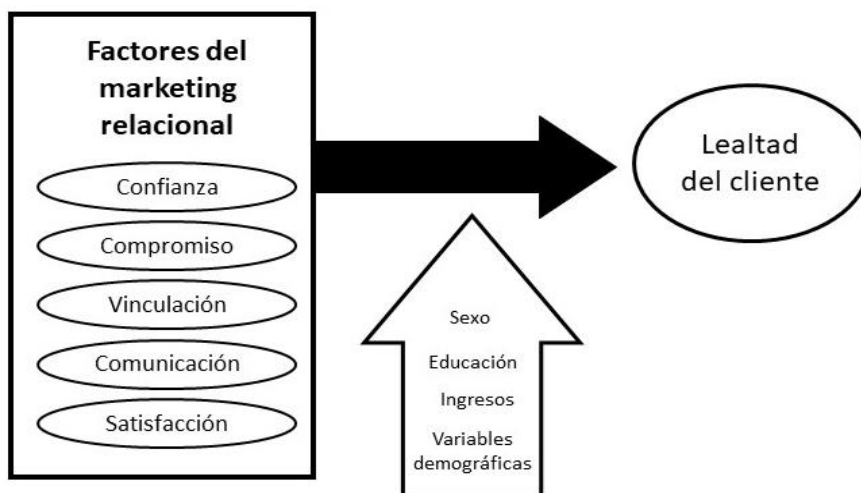 Factores del
marketing
relacional
Confianza
Compromiso
Vinculación
Comunicación
Satisfacción
Lealtad
del cliente
Sexo
Educación
Ingresos
Variables
demográficas